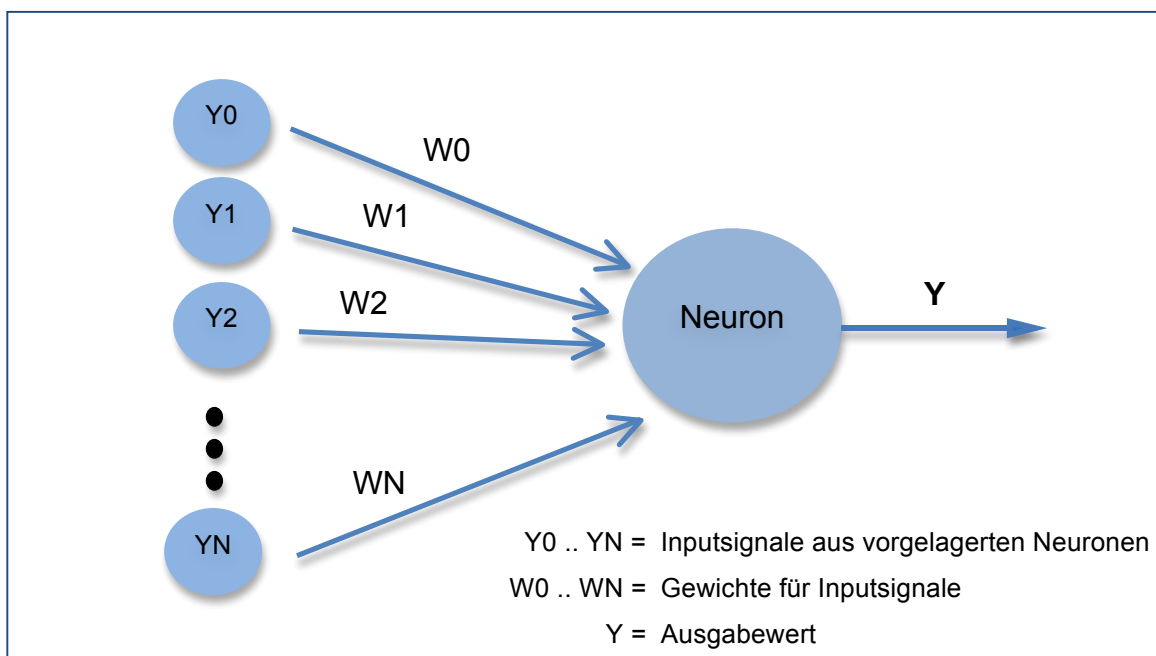 Y0
W0
Y1
W1
Y2
W2
Neuron
Y
WN
YN
Y0 .. YN = Inputsignale aus vorgelagerten Neuronen
W0 .. WN = Gewichte für Inputsignale
Y = Ausgabewert